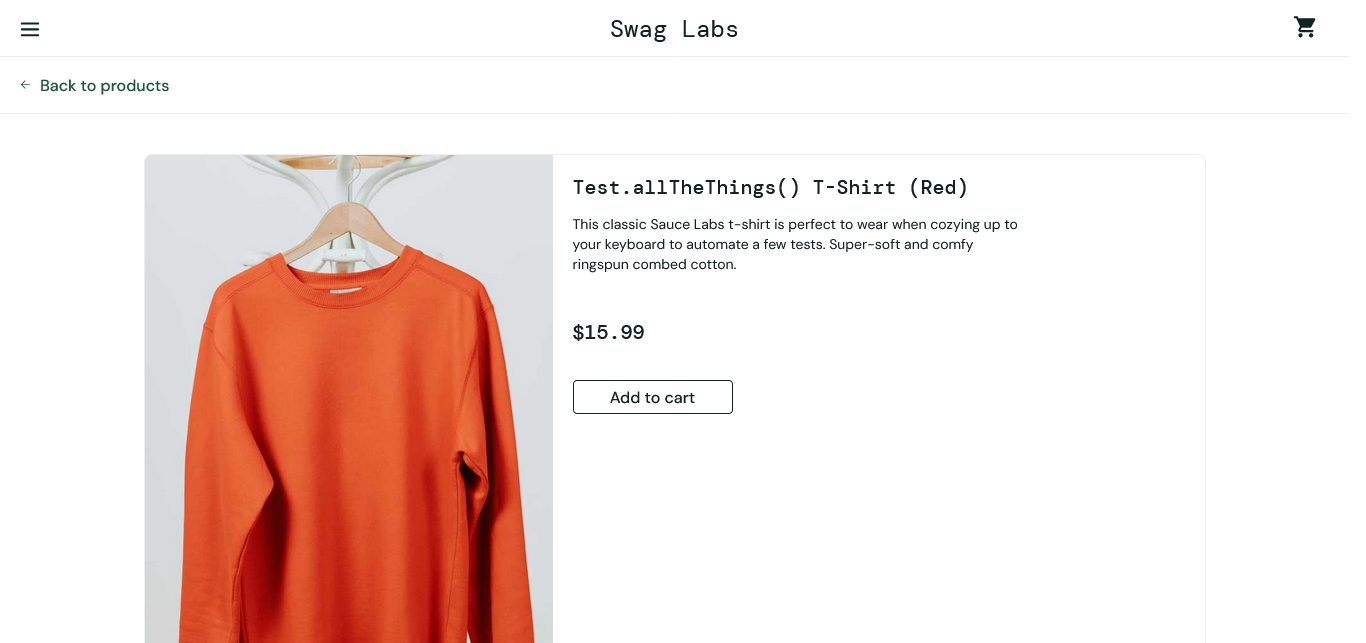 Swag Labs
Back to products
Test.allTheThings() T-Shirt (Red)
This classic Sauce Labs t-shirt is perfect to wear when cozying up to
your keyboard to automate a few tests. Super-soft and comfy
ringspun combed cotton.
$15.99
Add to cart